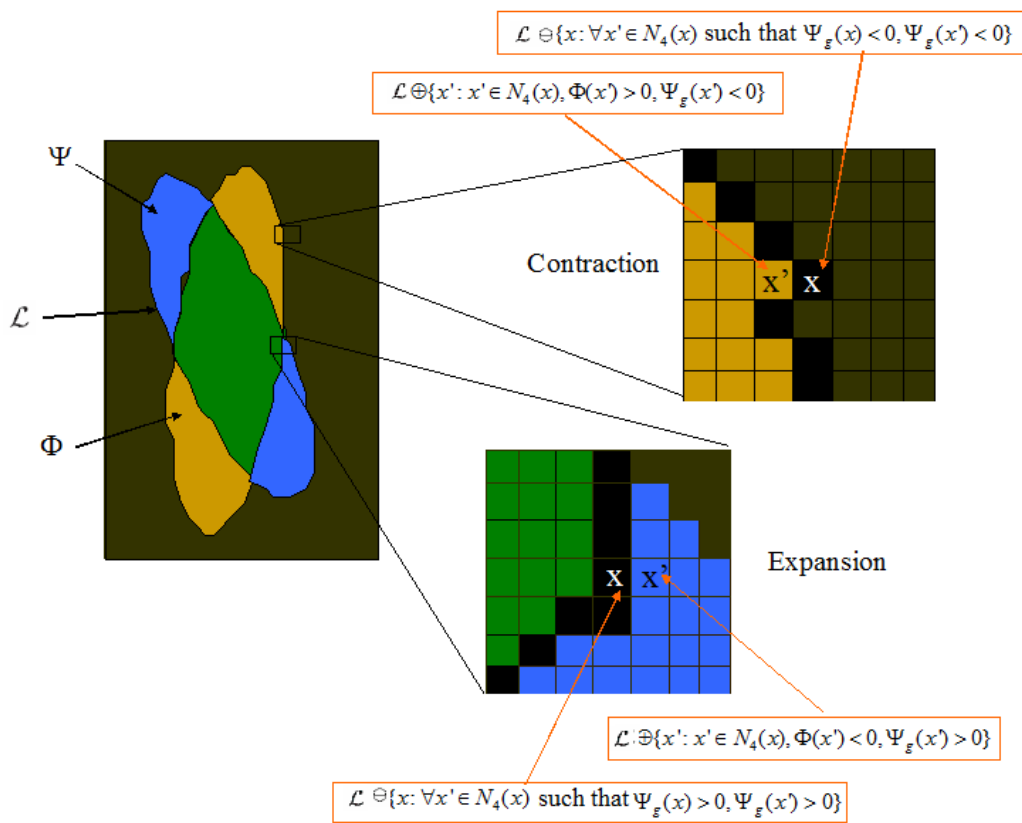 ℒ ⊖{x: ∀x'∈ N₄(x) such that Ψ_g(x)<0,Ψ_g(x')<0}
ℒ ⊕{x': x'∈ N₄(x),Φ(x')>0,Ψ_g(x')<0}
Ψ
Contraction
x' x
ℒ
Φ
Expansion
x x'
ℒ ⊕{x': x'∈ N₄(x),Φ(x')<0,Ψ_g(x')>0}
ℒ ⊖{x: ∀x'∈ N₄(x) such that Ψ_g(x)>0,Ψ_g(x')>0}